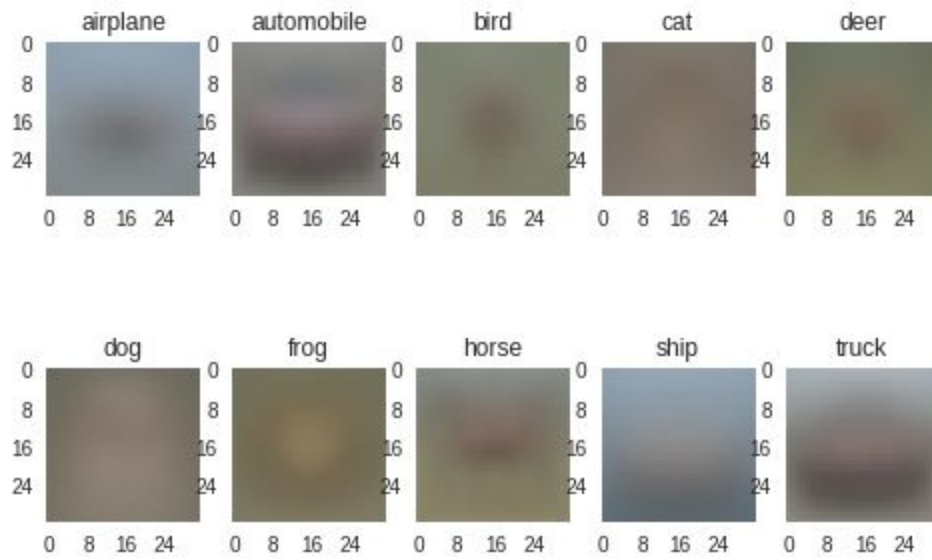 airplane automobile bird cat deer
0 0 0 0 0
8 8 8 8 8
16 16 16 16 16
24 24 24 24 24
0 8 16 24 0 8 16 24 0 8 16 24 0 8 16 24 0 8 16 24
dog frog horse ship truck
0 0 0 0 0
8 8 8 8 8
16 16 16 16 16
24 24 24 24 24
0 8 16 24 0 8 16 24 0 8 16 24 0 8 16 24 0 8 16 24